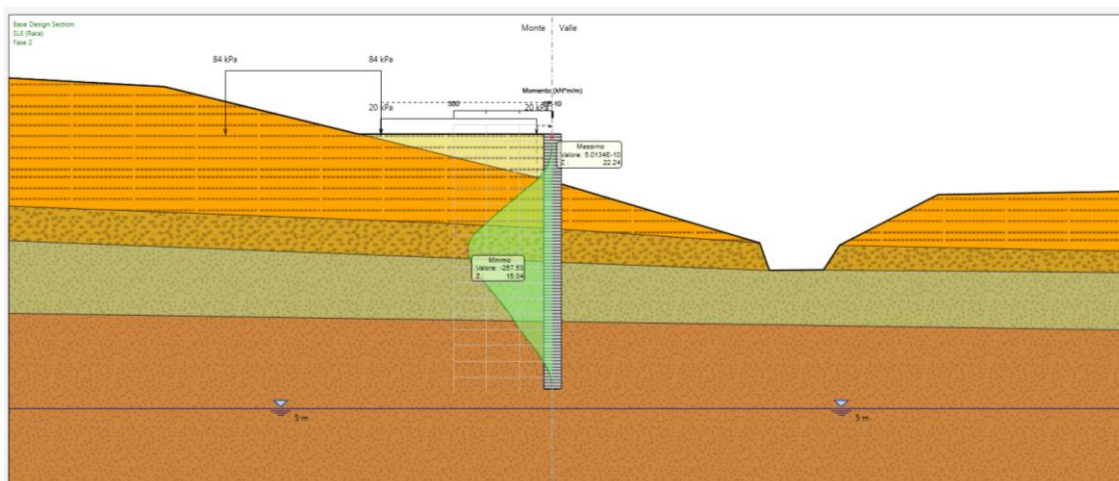 Base Design Section
SLE (Rara)
Fase 2
Monte
Valle
84 kPa
84 kPa
Momento (kN*m/m)
300
20 kPa
20 kPa
Massimo
Valore: 5.0134E-10
Z : 22.24
Minimo
Valore: -257.53
Z : 15.04
5 m
5 m